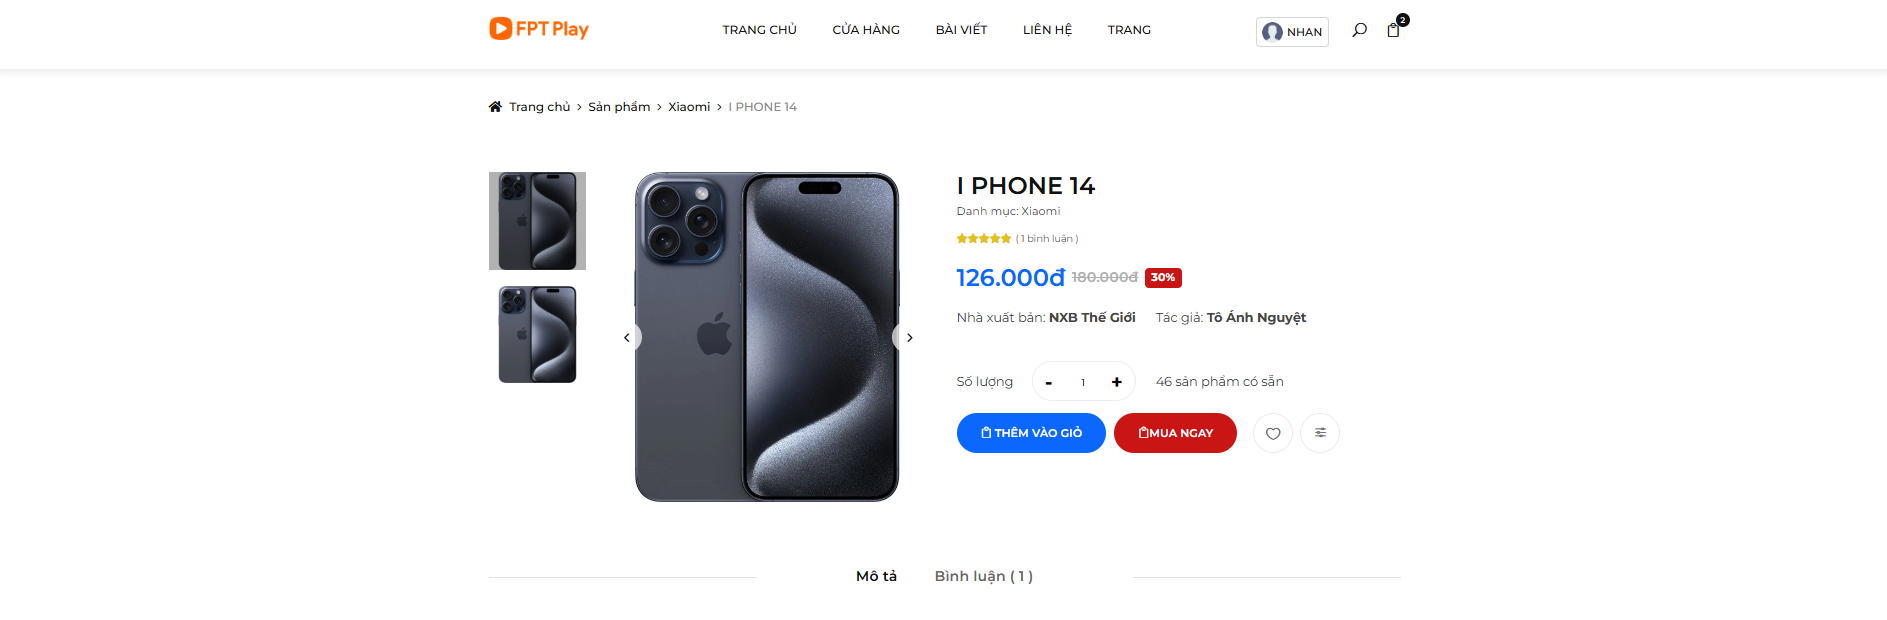 FPT Play
TRANG CHỦ CỬA HÀNG BÀI VIẾT LIÊN HỆ TRANG
NHAN
2
Trang chủ > Sản phẩm > Xiaomi > I PHONE 14
I PHONE 14
Danh mục: Xiaomi
( 1 bình luận )
126.000đ 180.000đ 30%
Nhà xuất bản: NXB Thế Giới Tác giả: Tô Ánh Nguyệt
Số lượng - 1 + 46 sản phẩm có sẵn
THÊM VÀO GIỎ MUA NGAY
Mô tả Bình luận ( 1 )